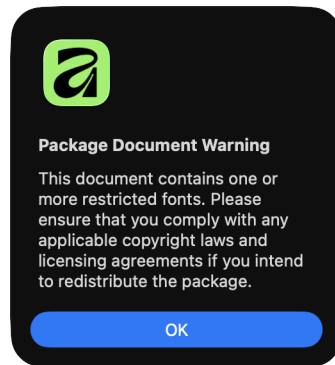 Package Document Warning
This document contains one or
more restricted fonts. Please
ensure that you comply with any
applicable copyright laws and
licensing agreements if you intend
to redistribute the package.
OK